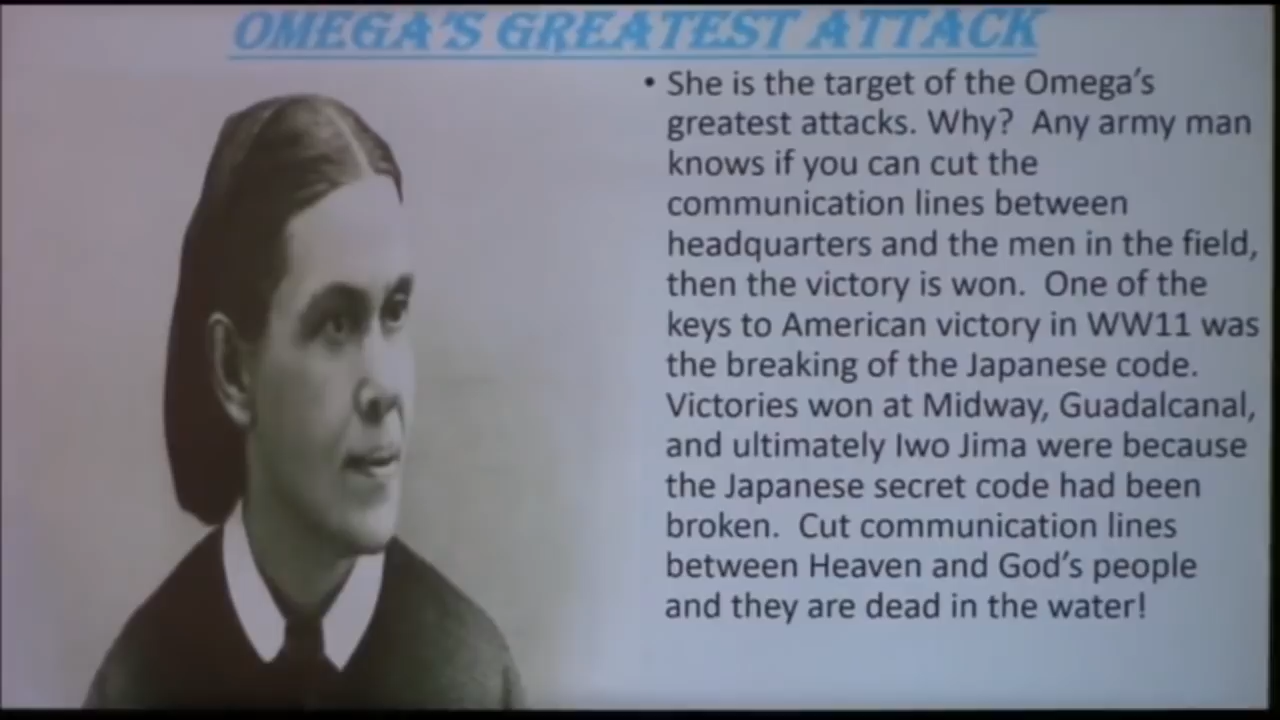 OMEGA'S GREATEST ATTACK
• She is the target of the Omega's
greatest attacks. Why?  Any army man
knows if you can cut the
communication lines between
headquarters and the men in the field,
then the victory is won.  One of the
keys to American victory in WW11 was
the breaking of the Japanese code.
Victories won at Midway, Guadalcanal,
and ultimately Iwo Jima were because
the Japanese secret code had been
broken.  Cut communication lines
between Heaven and God's people
and they are dead in the water!